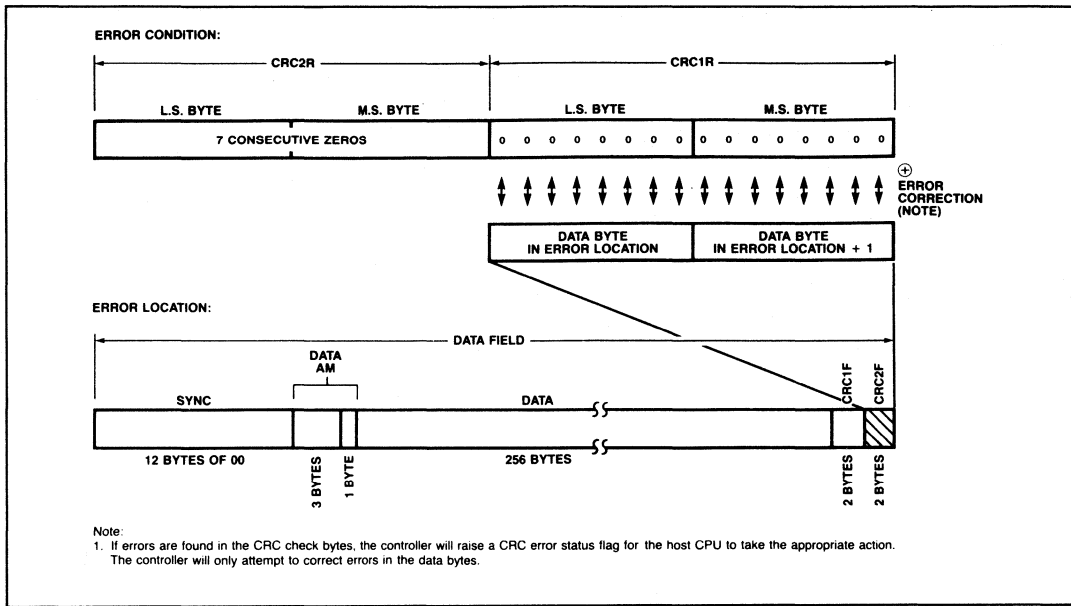 ERROR CONDITION:
CRC2R
CRC1R
L.S. BYTE
M.S. BYTE
L.S. BYTE
M.S. BYTE
7 CONSECUTIVE ZEROS
0 0 0 0 0 0 0 0
0 0 0 0 0 0 0 0
⊕
ERROR
CORRECTION
(NOTE)
DATA BYTE
IN ERROR LOCATION
DATA BYTE
IN ERROR LOCATION + 1
ERROR LOCATION:
DATA FIELD
DATA
AM
SYNC
DATA
CRC1F
CRC2F
12 BYTES OF 00
3 BYTES
1 BYTE
256 BYTES
2 BYTES
2 BYTES
Note:
1. If errors are found in the CRC check bytes, the controller will raise a CRC error status flag for the host CPU to take the appropriate action.
The controller will only attempt to correct errors in the data bytes.